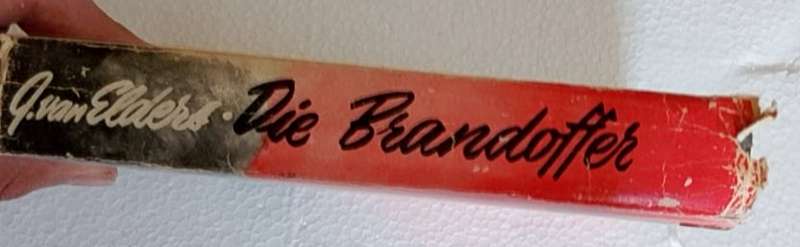 J. van Elders · Die Brandoffer